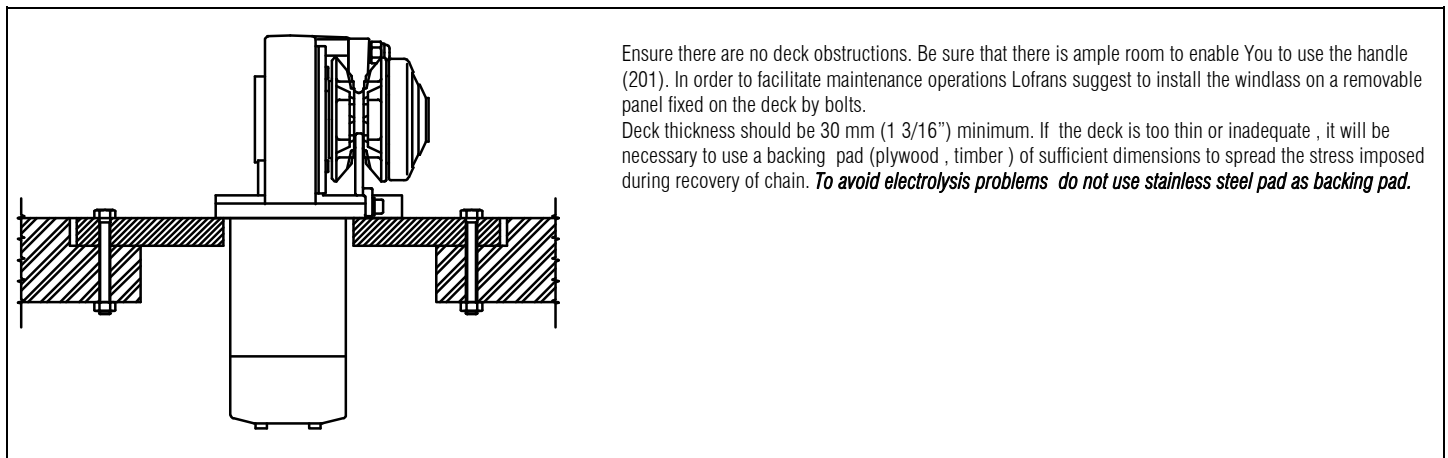 Ensure there are no deck obstructions. Be sure that there is ample room to enable You to use the handle
(201). In order to facilitate maintenance operations Lofrans suggest to install the windlass on a removable
panel fixed on the deck by bolts.
Deck thickness should be 30 mm (1 3/16”) minimum. If  the deck is too thin or inadequate , it will be
necessary to use a backing  pad (plywood , timber ) of sufficient dimensions to spread the stress imposed
during recovery of chain. To avoid electrolysis problems  do not use stainless steel pad as backing pad.